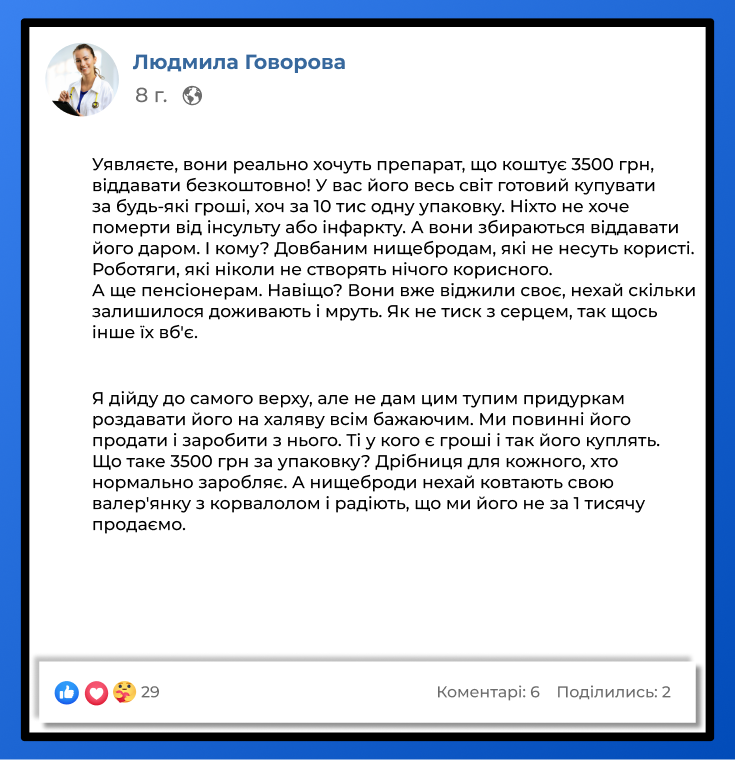 Людмила Говорова
8 г.
Уявляєте, вони реально хочуть препарат, що коштує 3500 грн,
віддавати безкоштовно! У вас його весь світ готовий купувати
за будь-які гроші, хоч за 10 тис одну упаковку. Ніхто не хоче
померти від інсульту або інфаркту. А вони збираються віддавати
його даром. І кому? Довбаним нищебродам, які не несуть користі.
Роботяги, які ніколи не створять нічого корисного.
А ще пенсіонерам. Навіщо? Вони вже віджили своє, нехай скільки
залишилося доживають і мруть. Як не тиск з серцем, так щось
інше їх вб'є.
Я дійду до самого верху, але не дам цим тупим придуркам
роздавати його на халяву всім бажаючим. Ми повинні його
продати і заробити з нього. Ті у кого є гроші і так його куплять.
Що таке 3500 грн за упаковку? Дрібниця для кожного, хто
нормально заробляє. А нищеброди нехай ковтають свою
валер'янку з корвалолом і радіють, що ми його не за 1 тисячу
продаємо.
29
Коментарі: 6 Поділились: 2